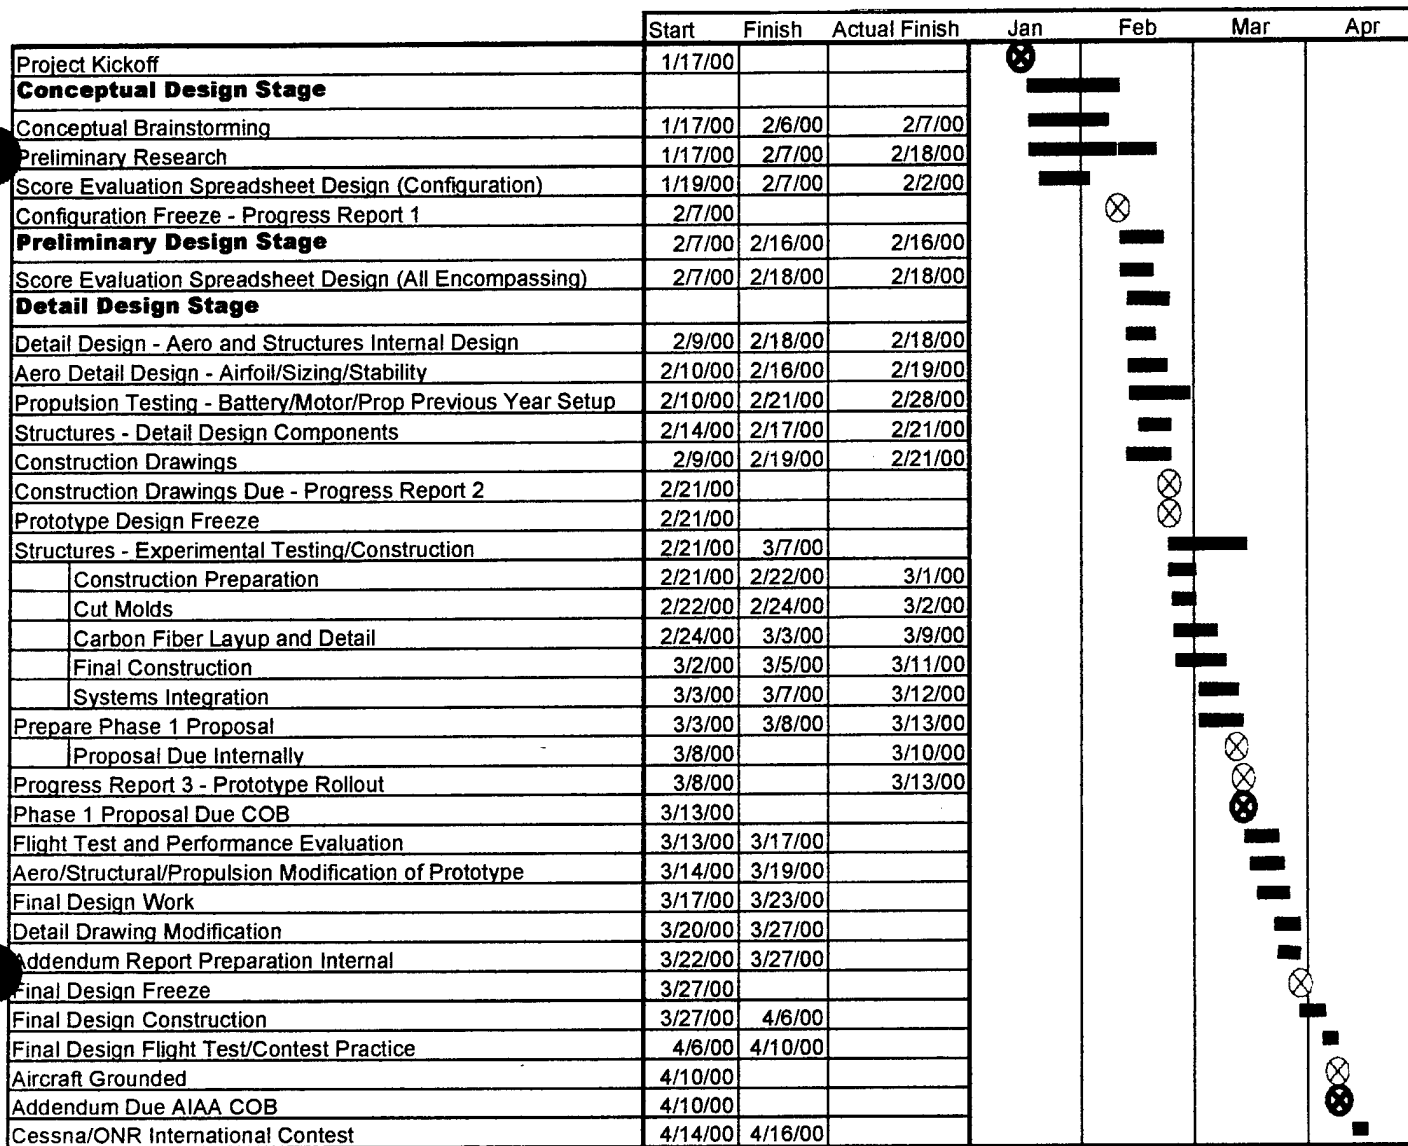 Start Finish Actual Finish Jan Feb Mar Apr
Project Kickoff 1/17/00
Conceptual Design Stage
Conceptual Brainstorming 1/17/00 2/6/00 2/7/00
Preliminary Research 1/17/00 2/7/00 2/18/00
Score Evaluation Spreadsheet Design (Configuration) 1/19/00 2/7/00 2/2/00
Configuration Freeze - Progress Report 1 2/7/00
Preliminary Design Stage 2/7/00 2/16/00 2/16/00
Score Evaluation Spreadsheet Design (All Encompassing) 2/7/00 2/18/00 2/18/00
Detail Design Stage
Detail Design - Aero and Structures Internal Design 2/9/00 2/18/00 2/18/00
Aero Detail Design - Airfoil/Sizing/Stability 2/10/00 2/16/00 2/19/00
Propulsion Testing - Battery/Motor/Prop Previous Year Setup 2/10/00 2/21/00 2/28/00
Structures - Detail Design Components 2/14/00 2/17/00 2/21/00
Construction Drawings 2/9/00 2/19/00 2/21/00
Construction Drawings Due - Progress Report 2 2/21/00
Prototype Design Freeze 2/21/00
Structures - Experimental Testing/Construction 2/21/00 3/7/00
Construction Preparation 2/21/00 2/22/00 3/1/00
Cut Molds 2/22/00 2/24/00 3/2/00
Carbon Fiber Layup and Detail 2/24/00 3/3/00 3/9/00
Final Construction 3/2/00 3/5/00 3/11/00
Systems Integration 3/3/00 3/7/00 3/12/00
Prepare Phase 1 Proposal 3/3/00 3/8/00 3/13/00
Proposal Due Internally 3/8/00 3/10/00
Progress Report 3 - Prototype Rollout 3/8/00 3/13/00
Phase 1 Proposal Due COB 3/13/00
Flight Test and Performance Evaluation 3/13/00 3/17/00
Aero/Structural/Propulsion Modification of Prototype 3/14/00 3/19/00
Final Design Work 3/17/00 3/23/00
Detail Drawing Modification 3/20/00 3/27/00
Addendum Report Preparation Internal 3/22/00 3/27/00
Final Design Freeze 3/27/00
Final Design Construction 3/27/00 4/6/00
Final Design Flight Test/Contest Practice 4/6/00 4/10/00
Aircraft Grounded 4/10/00
Addendum Due AIAA COB 4/10/00
Cessna/ONR International Contest 4/14/00 4/16/00